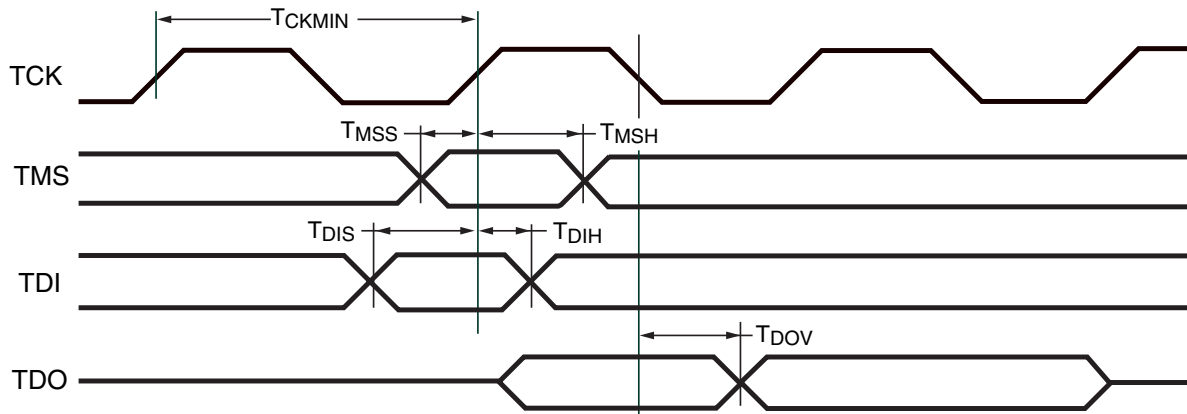 TCKMIN
TCK
TMSS TMSH
TMS
TDIS TDIH
TDI
TDOV
TDO